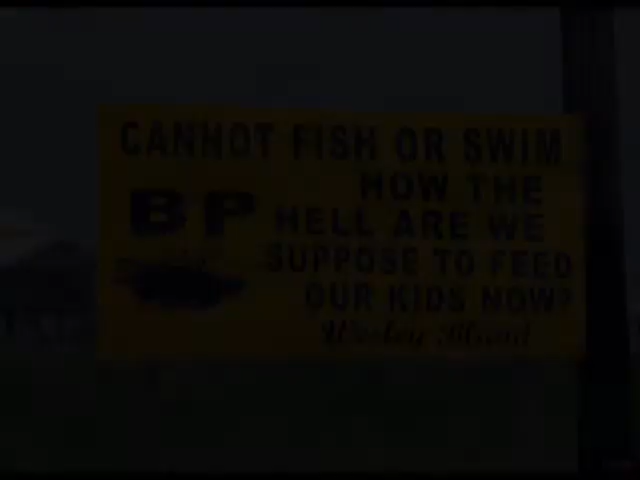 CANNOT FISH OR SWIM
BP
HOW THE
HELL ARE WE
SUPPOSE TO FEED
OUR KIDS NOW?